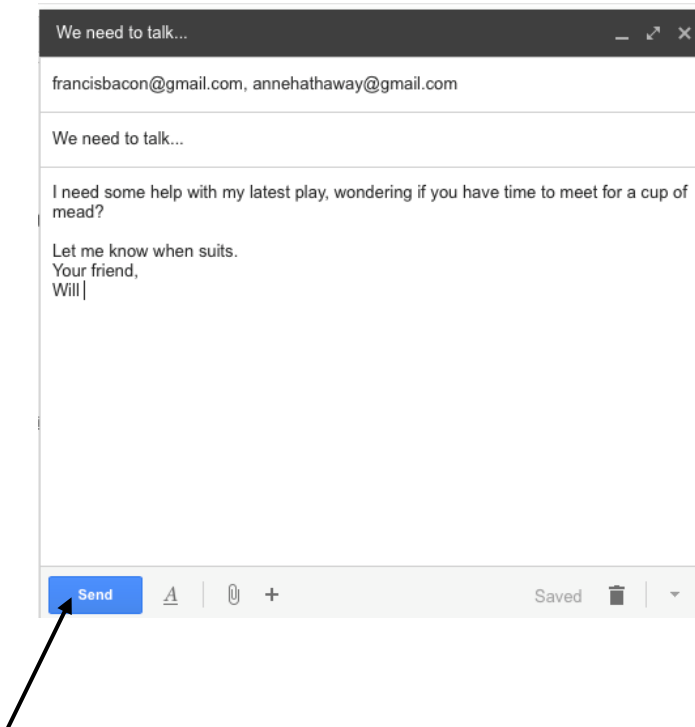 We need to talk...
francisbacon@gmail.com, annehathaway@gmail.com
We need to talk...
I need some help with my latest play, wondering if you have time to meet for a cup of
mead?
Let me know when suits.
Your friend,
Will
Send A Saved